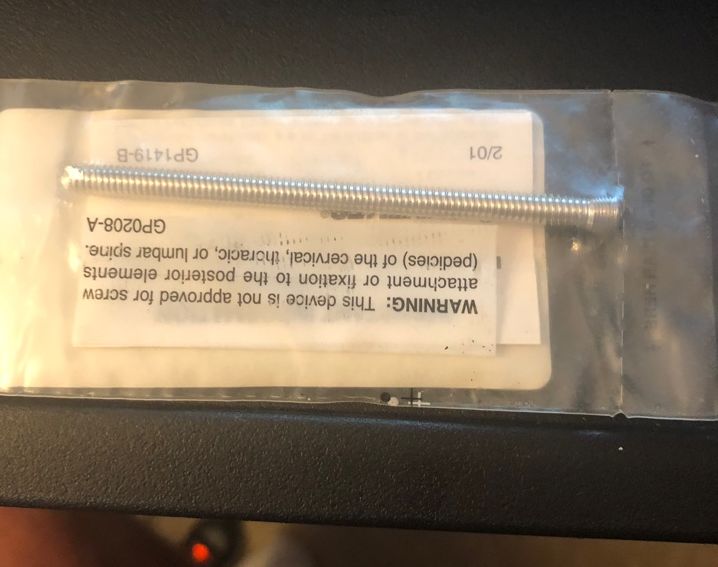 WARNING: This device is not approved for screw
attachment or fixation to the posterior elements
(pedicles) of the cervical, thoracic, or lumbar spine.
GP0208-A
2/01
GP1419-B